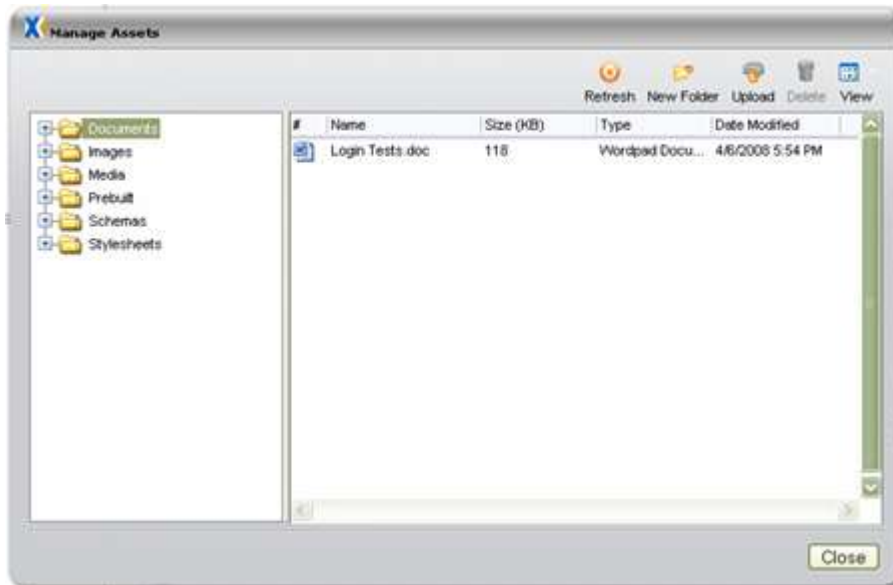 Manage Assets
Refresh New Folder Upload Delete View
Documents
Images
Media
Prebuilt
Schemas
Stylesheets
# Name Size (KB) Type Date Modified
Login Tests.doc 118 Wordpad Docu... 4/6/2008 5:54 PM
Close